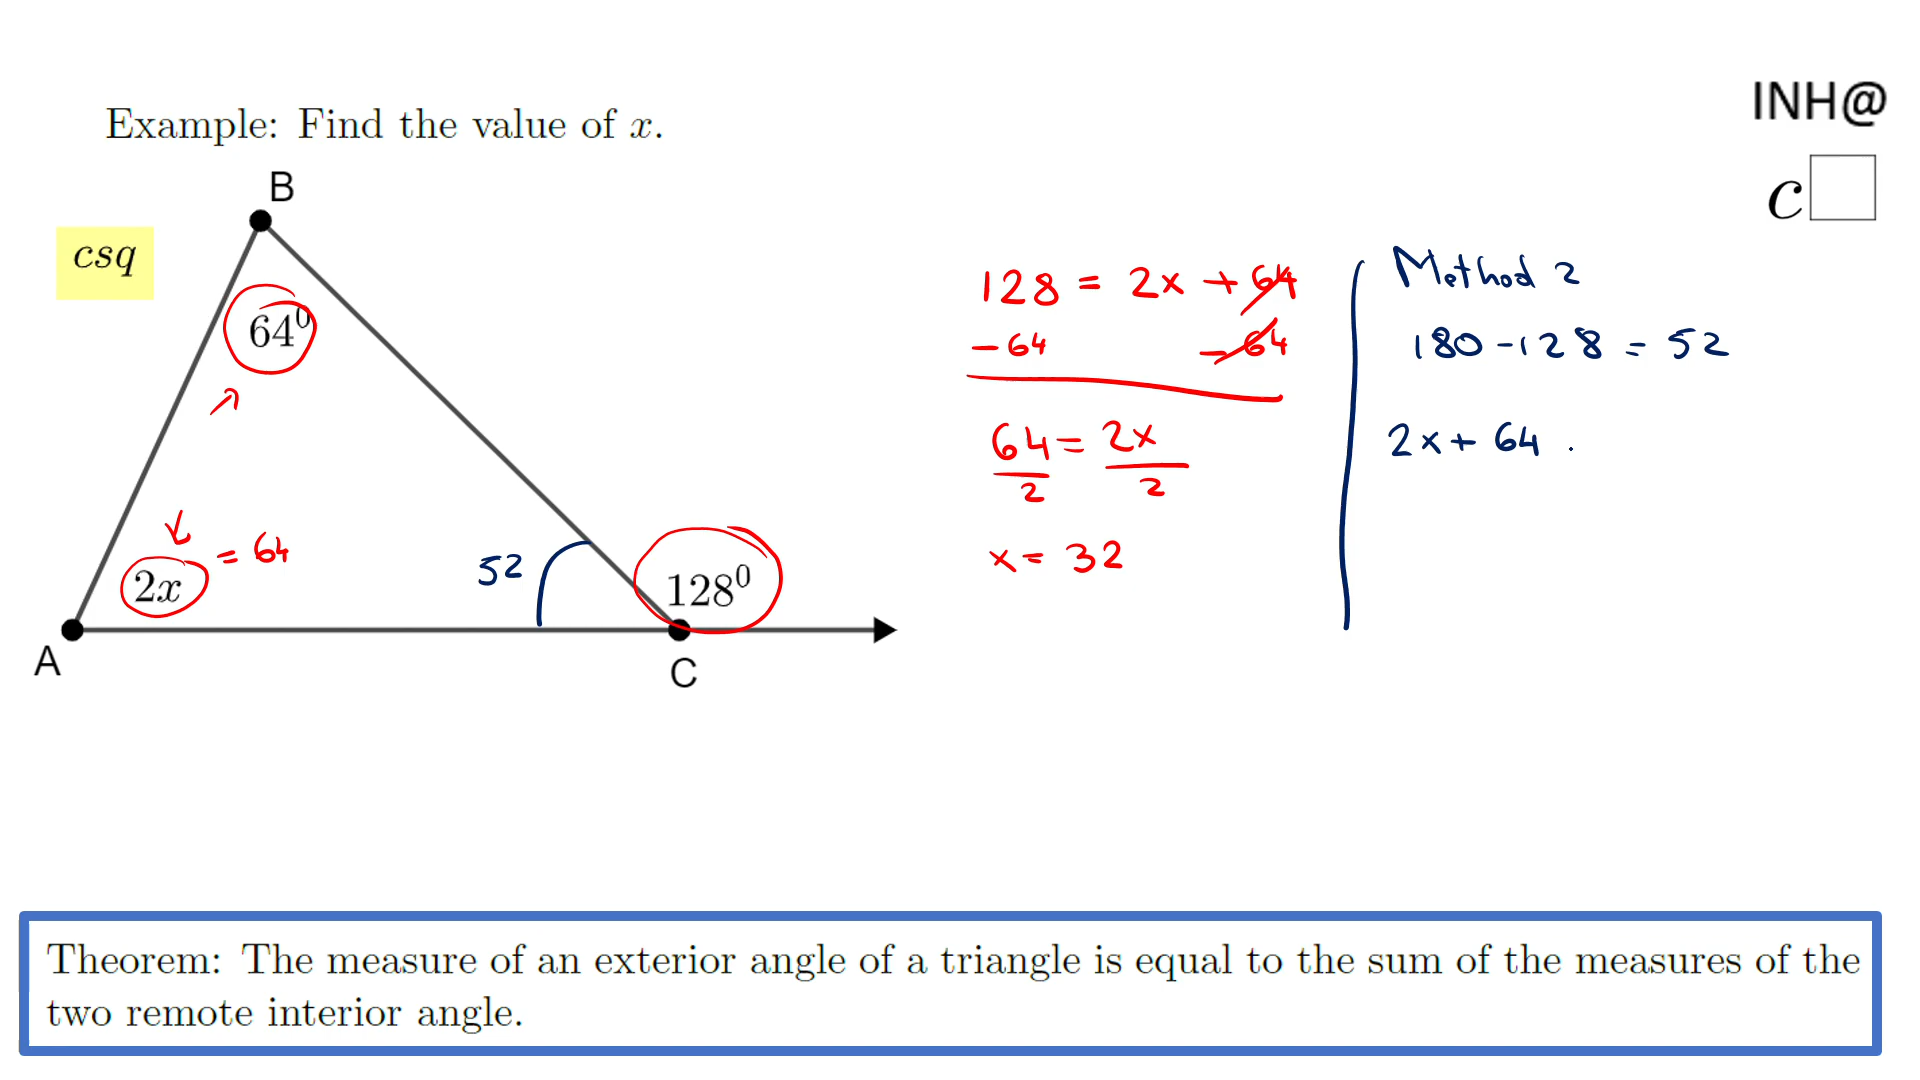 INH@
c□
Example: Find the value of x.
B
csq
64⁰
2x = 64
A
52
128⁰
C
128 = 2x + 64
-64 -64
64 = 2x
2 2
x = 32
Method 2
180 - 128 = 52
2x + 64 .
Theorem: The measure of an exterior angle of a triangle is equal to the sum of the measures of the
two remote interior angle.